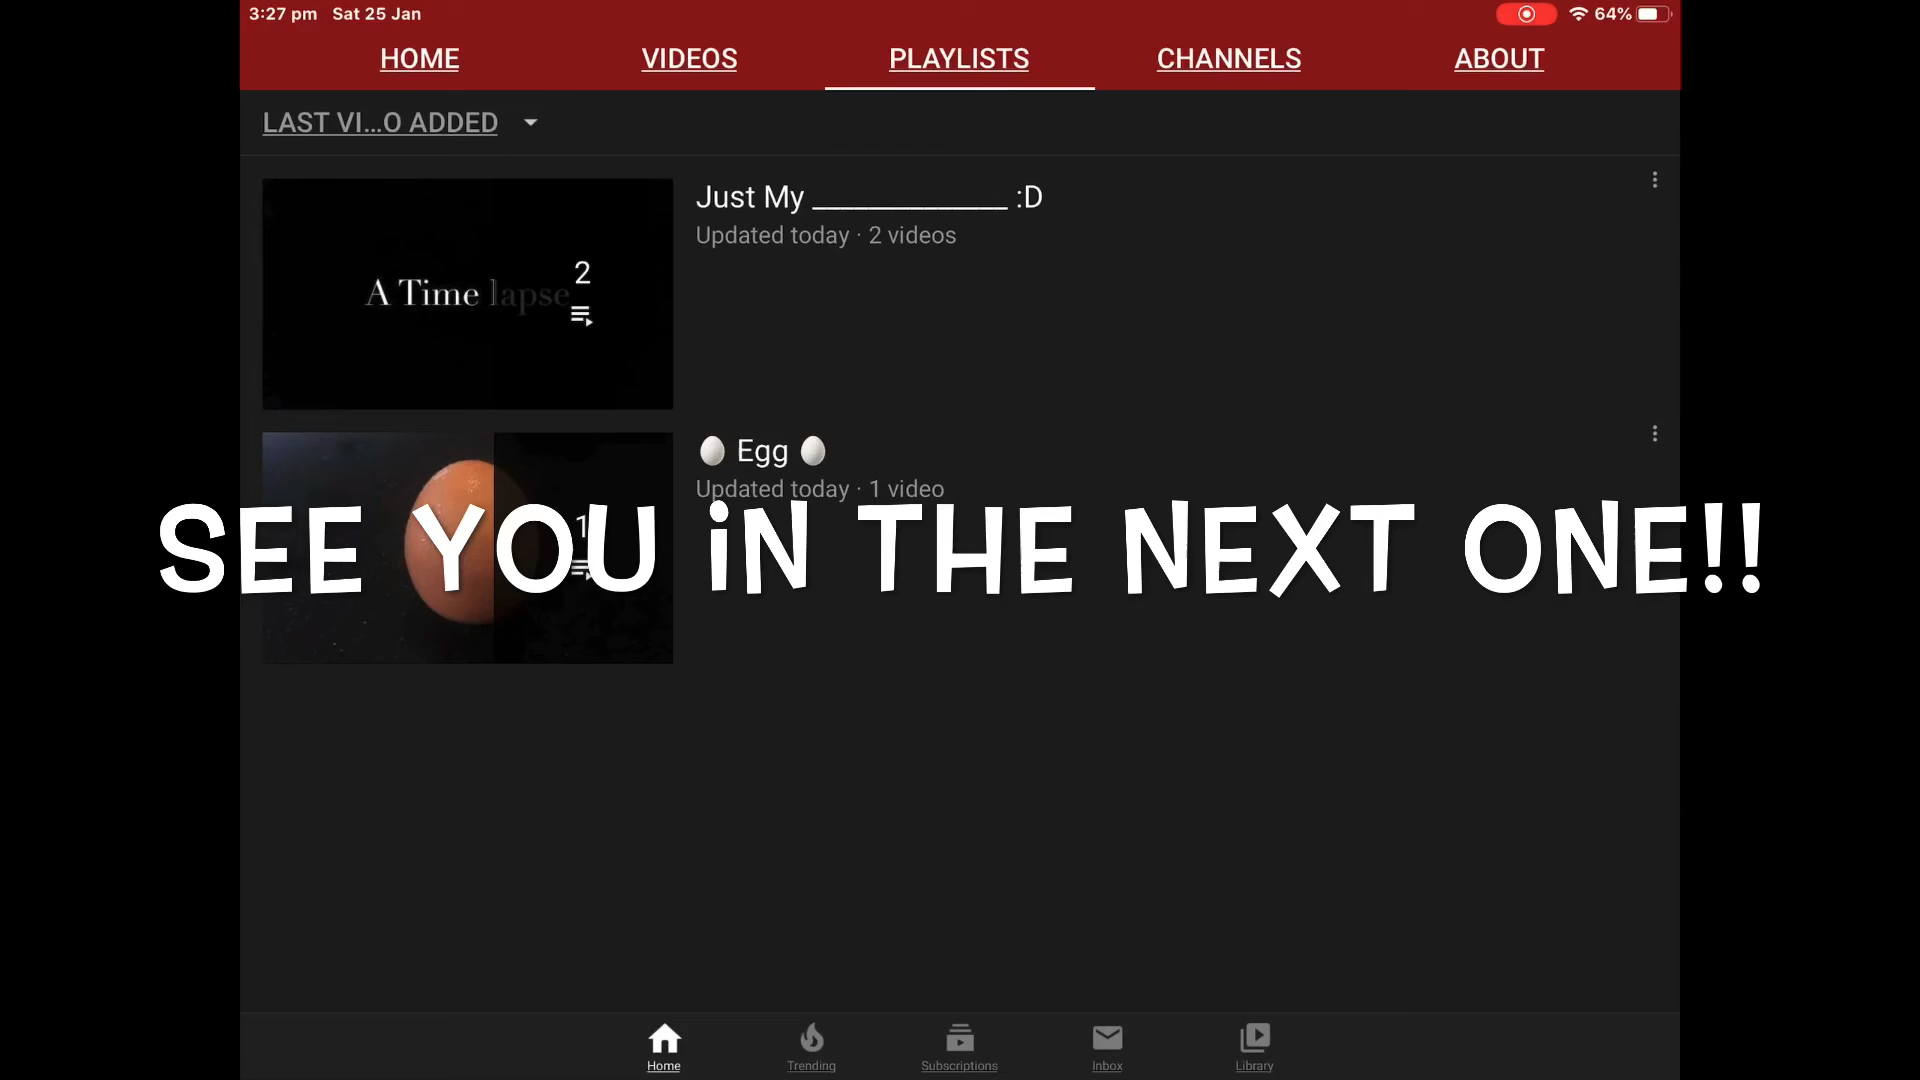 3:27 pm Sat 25 Jan 64%
HOME VIDEOS PLAYLISTS CHANNELS ABOUT
LAST VI...O ADDED
Just My ______________ :D
Updated today · 2 videos
A Time lapse
2
🥚 Egg 🥚
Updated today · 1 video
1
SEE YOU iN THE NEXT ONE!!
Home Trending Subscriptions Inbox Library